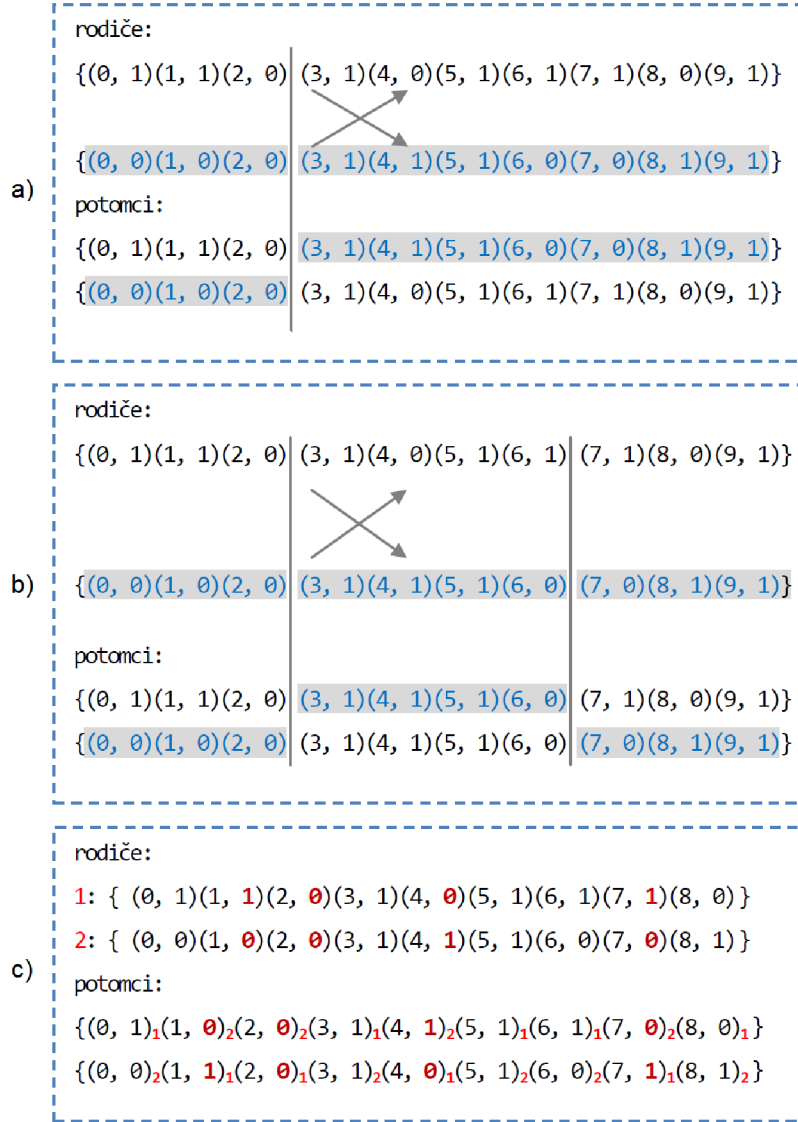 a)
rodiče:
{(0, 1)(1, 1)(2, 0) (3, 1)(4, 0)(5, 1)(6, 1)(7, 1)(8, 0)(9, 1)}
{(0, 0)(1, 0)(2, 0) (3, 1)(4, 1)(5, 1)(6, 0)(7, 0)(8, 1)(9, 1)}
potomci:
{(0, 1)(1, 1)(2, 0) (3, 1)(4, 1)(5, 1)(6, 0)(7, 0)(8, 1)(9, 1)}
{(0, 0)(1, 0)(2, 0) (3, 1)(4, 0)(5, 1)(6, 1)(7, 1)(8, 0)(9, 1)}
b)
rodiče:
{(0, 1)(1, 1)(2, 0) (3, 1)(4, 0)(5, 1)(6, 1) (7, 1)(8, 0)(9, 1)}
{(0, 0)(1, 0)(2, 0) (3, 1)(4, 1)(5, 1)(6, 0) (7, 0)(8, 1)(9, 1)}
potomci:
{(0, 1)(1, 1)(2, 0) (3, 1)(4, 1)(5, 1)(6, 0) (7, 1)(8, 0)(9, 1)}
{(0, 0)(1, 0)(2, 0) (3, 1)(4, 1)(5, 1)(6, 0) (7, 0)(8, 1)(9, 1)}
c)
rodiče:
1: { (0, 1)(1, 1)(2, 0)(3, 1)(4, 0)(5, 1)(6, 1)(7, 1)(8, 0)}
2: { (0, 0)(1, 0)(2, 0)(3, 1)(4, 1)(5, 1)(6, 0)(7, 0)(8, 1)}
potomci:
{(0, 1)₁(1, 0)₂(2, 0)₂(3, 1)₁(4, 1)₂(5, 1)₁(6, 1)₁(7, 0)₂(8, 0)₁}
{(0, 0)₂(1, 1)₁(2, 0)₁(3, 1)₂(4, 0)₁(5, 1)₂(6, 0)₂(7, 1)₁(8, 1)₂}